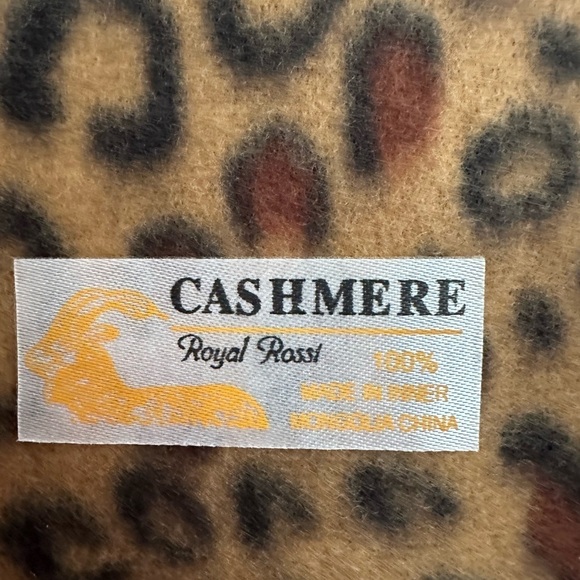 CASHMERE
Royal Rossi
100%
MADE IN INNER
MONGOLIA CHINA